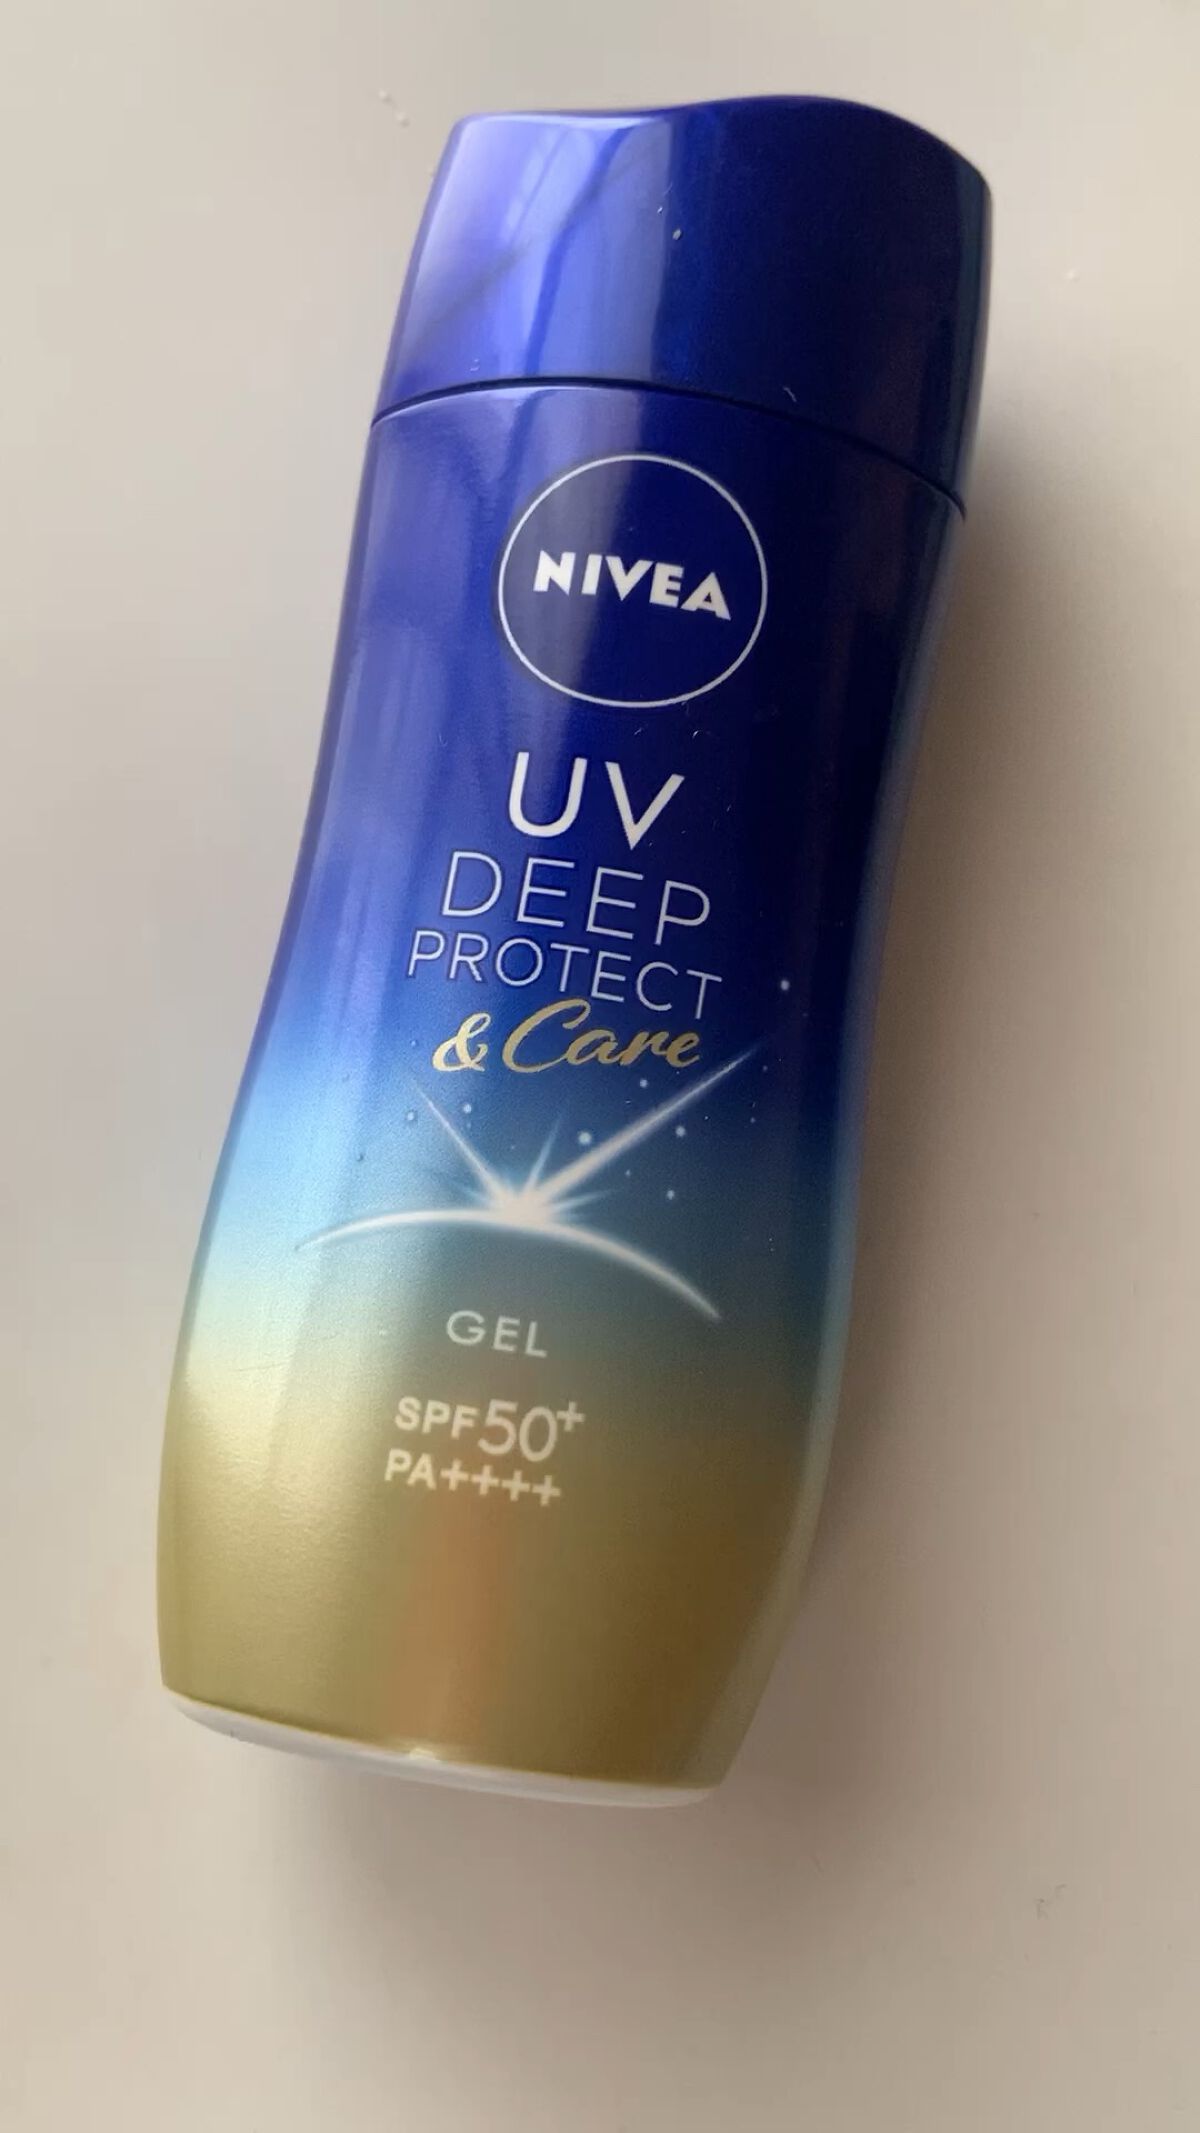 NIVEA
UV
DEEP
PROTECT
& Care
GEL
SPF50+
PA++++